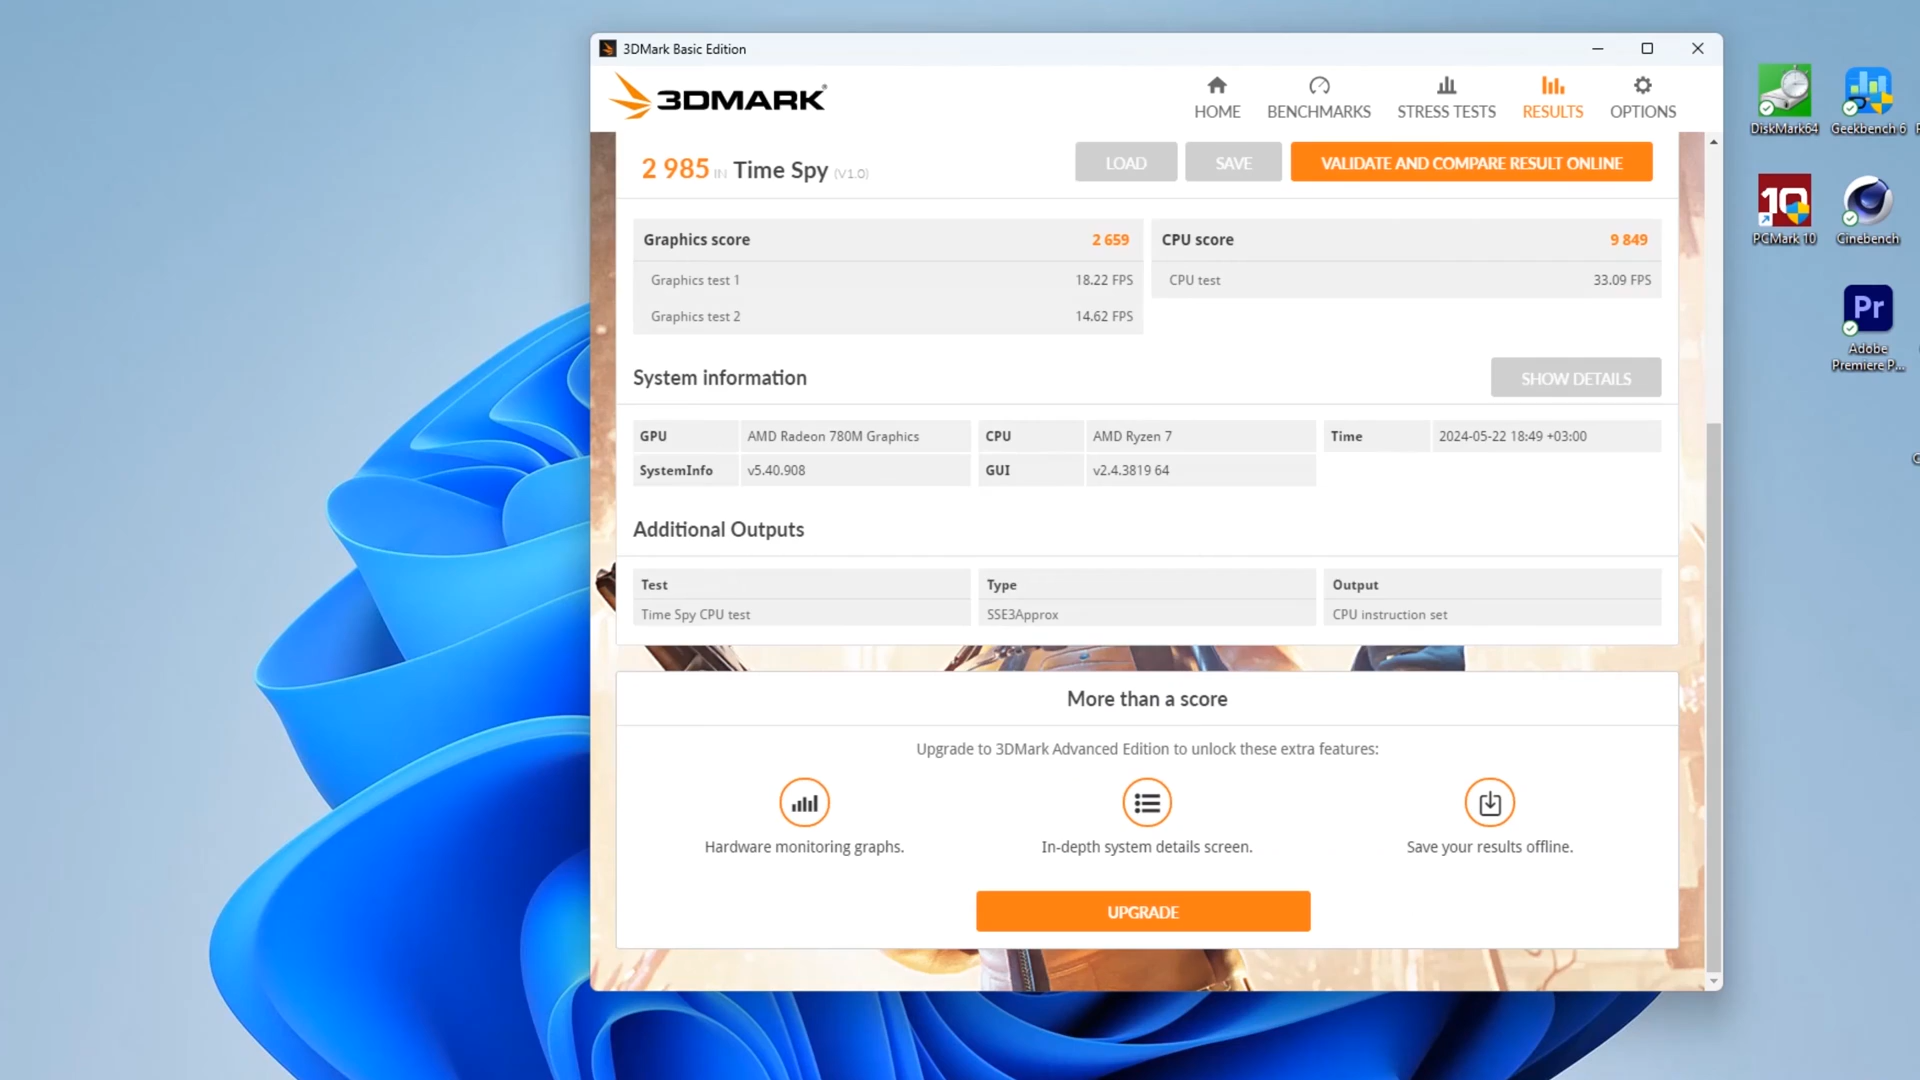 3DMark Basic Edition
3DMARK
HOME
BENCHMARKS
STRESS TESTS
RESULTS
OPTIONS
2 985 IN Time Spy (V1.0)
LOAD
SAVE
VALIDATE AND COMPARE RESULT ONLINE
Graphics score 2 659
Graphics test 1 18.22 FPS
Graphics test 2 14.62 FPS
CPU score 9 849
CPU test 33.09 FPS
System information
SHOW DETAILS
GPU AMD Radeon 780M Graphics CPU AMD Ryzen 7 Time 2024-05-22 18:49 +03:00
SystemInfo v5.40.908 GUI v2.4.3819 64
Additional Outputs
Test Type Output
Time Spy CPU test SSE3Approx CPU instruction set
More than a score
Upgrade to 3DMark Advanced Edition to unlock these extra features:
Hardware monitoring graphs.
In-depth system details screen.
Save your results offline.
UPGRADE
DiskMark64
Geekbench 6
10
PCMark 10
Cinebench
Pr
Adobe
Premiere P...